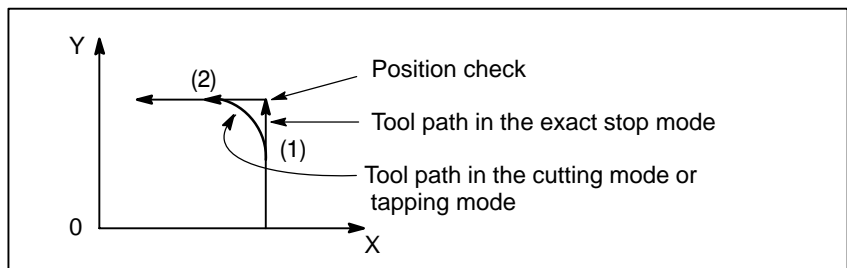 Y
(2)
Position check
Tool path in the exact stop mode
(1)
Tool path in the cutting mode or
tapping mode
0
X